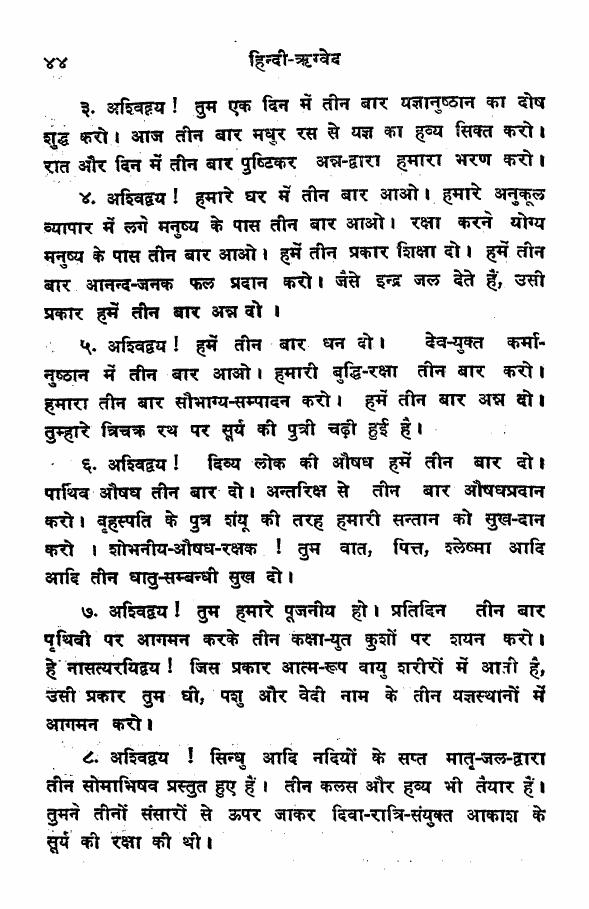 ४४
हिन्दी-ऋग्वेद
३. अश्विद्वय ! तुम एक दिन में तीन बार यज्ञानुष्ठान का दोष
शुद्ध करो। आज तीन बार मधुर रस से यज्ञ का हव्य सिक्त करो।
रात और दिन में तीन बार पुष्टिकर अन्न-द्वारा हमारा भरण करो।
४. अश्विद्वय ! हमारे घर में तीन बार आओ। हमारे अनुकूल
व्यापार में लगे मनुष्य के पास तीन बार आओ। रक्षा करने योग्य
मनुष्य के पास तीन बार आओ। हमें तीन प्रकार शिक्षा दो। हमें तीन
बार आनन्द-जनक फल प्रदान करो। जैसे इन्द्र जल देते हैं, उसी
प्रकार हमें तीन बार अन्न दो ।
५. अश्विद्वय ! हमें तीन बार धन दो। देव-युक्त कर्मा-
नुष्ठान में तीन बार आओ। हमारी बुद्धि-रक्षा तीन बार करो।
हमारा तीन बार सौभाग्य-सम्पादन करो। हमें तीन बार अन्न दो।
तुम्हारे त्रिचक्र रथ पर सूर्य की पुत्री चढ़ी हुई है।
६. अश्विद्वय ! दिव्य लोक की औषध हमें तीन बार दो।
पार्थिव औषध तीन बार दो। अन्तरिक्ष से तीन बार औषधप्रदान
करो। बृहस्पति के पुत्र शंयू की तरह हमारी सन्तान को सुख-दान
करो । शोभनीय-औषध-रक्षक ! तुम वात, पित्त, श्लेष्मा आदि
आदि तीन धातु-सम्बन्धी सुख दो।
७. अश्विद्वय ! तुम हमारे पूजनीय हो। प्रतिदिन तीन बार
पृथिवी पर आगमन करके तीन कक्षा-युत कुशों पर शयन करो।
हे नासत्यरयिद्वय ! जिस प्रकार आत्म-रूप वायु शरीरों में आती है,
उसी प्रकार तुम घी, पशु और वेदी नाम के तीन यज्ञस्थानों में
आगमन करो।
८. अश्विद्वय ! सिन्धु आदि नदियों के सप्त मातृ-जल-द्वारा
तीन सोमाभिषव प्रस्तुत हुए हैं। तीन कलस और हव्य भी तैयार हैं।
तुमने तीनों संसारों से ऊपर जाकर दिवा-रात्रि-संयुक्त आकाश के
सूर्य की रक्षा की थी।